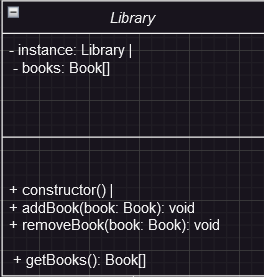 Library
- instance: Library |
- books: Book[]
+ constructor() |
+ addBook(book: Book): void
+ removeBook(book: Book): void
+ getBooks(): Book[]